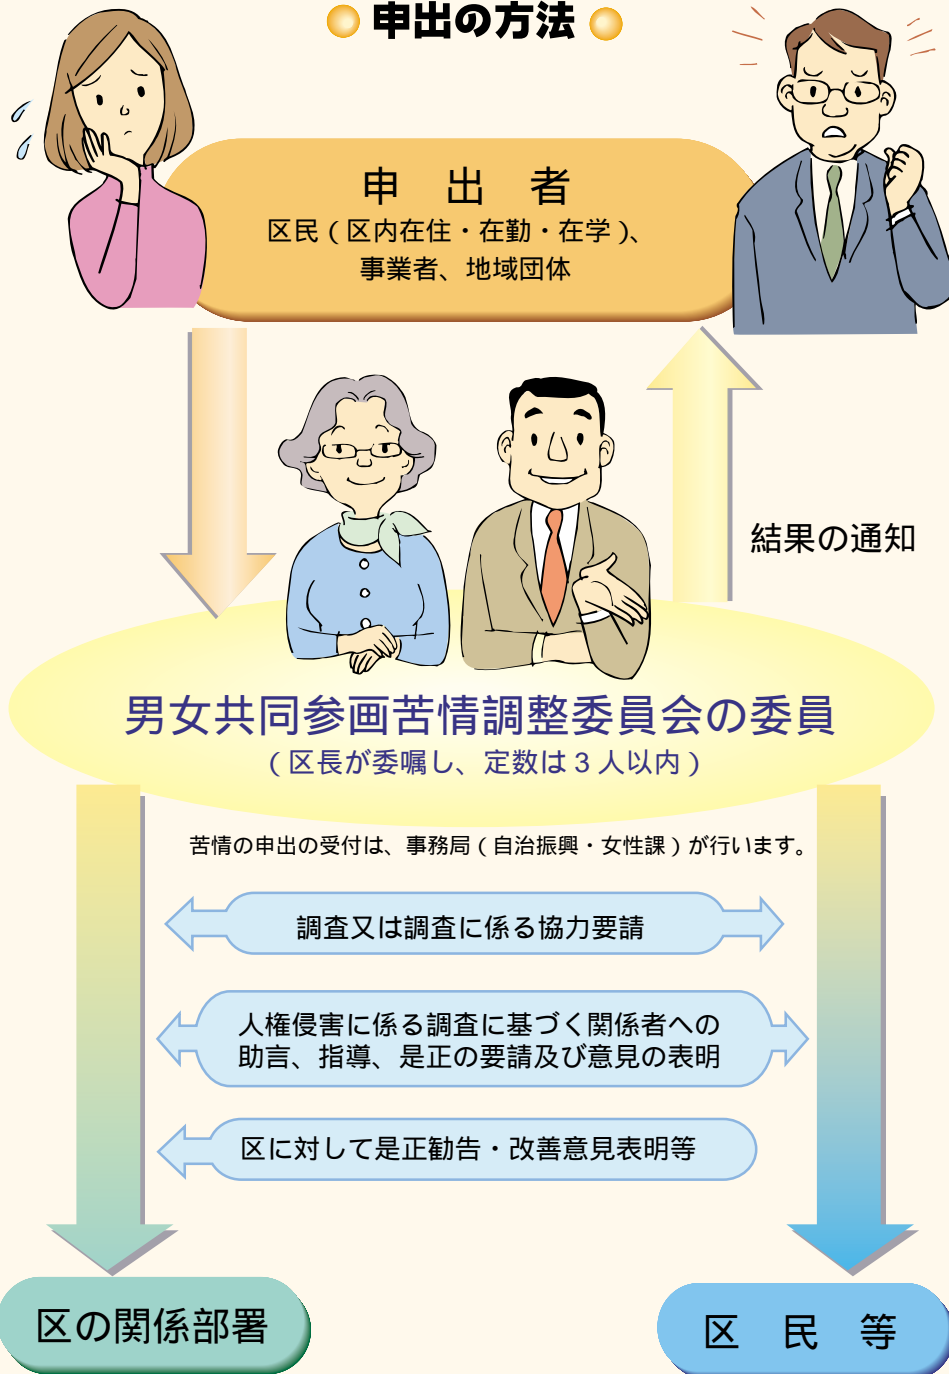 申出の方法
申 出 者
区民(区内在住・在勤・在学)、
事業者、地域団体
結果の通知
男女共同参画苦情調整委員会の委員
(区長が委嘱し、定数は3人以内)
苦情の申出の受付は、事務局(自治振興・女性課)が行います。
調査又は調査に係る協力要請
人権侵害に係る調査に基づく関係者への
助言、指導、是正の要請及び意見の表明
区に対して是正勧告・改善意見表明等
区の関係部署
区 民 等